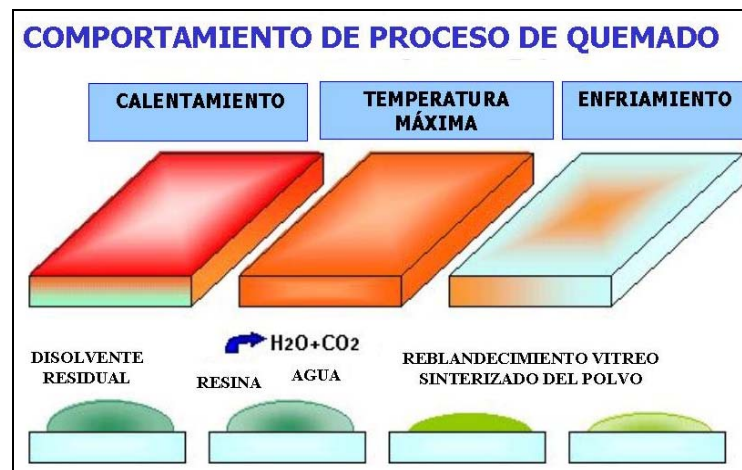 COMPORTAMIENTO DE PROCESO DE QUEMADO
CALENTAMIENTO
TEMPERATURA
MÁXIMA
ENFRIAMIENTO
DISOLVENTE
RESIDUAL
H2O+CO2
RESINA
AGUA
REBLANDECIMIENTO VITREO
SINTERIZADO DEL POLVO